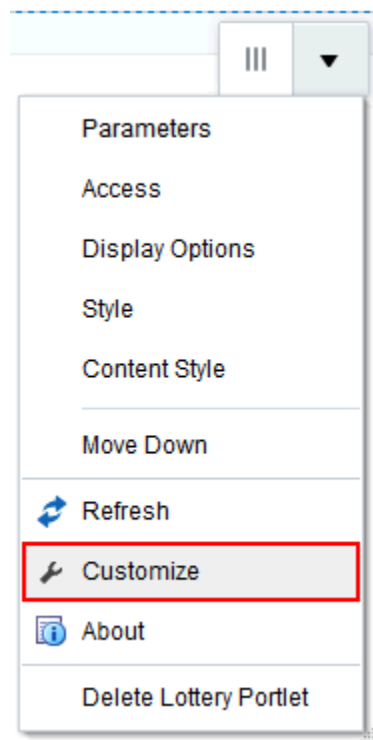 Parameters
Access
Display Options
Style
Content Style
Move Down
Refresh
Customize
About
Delete Lottery Portlet